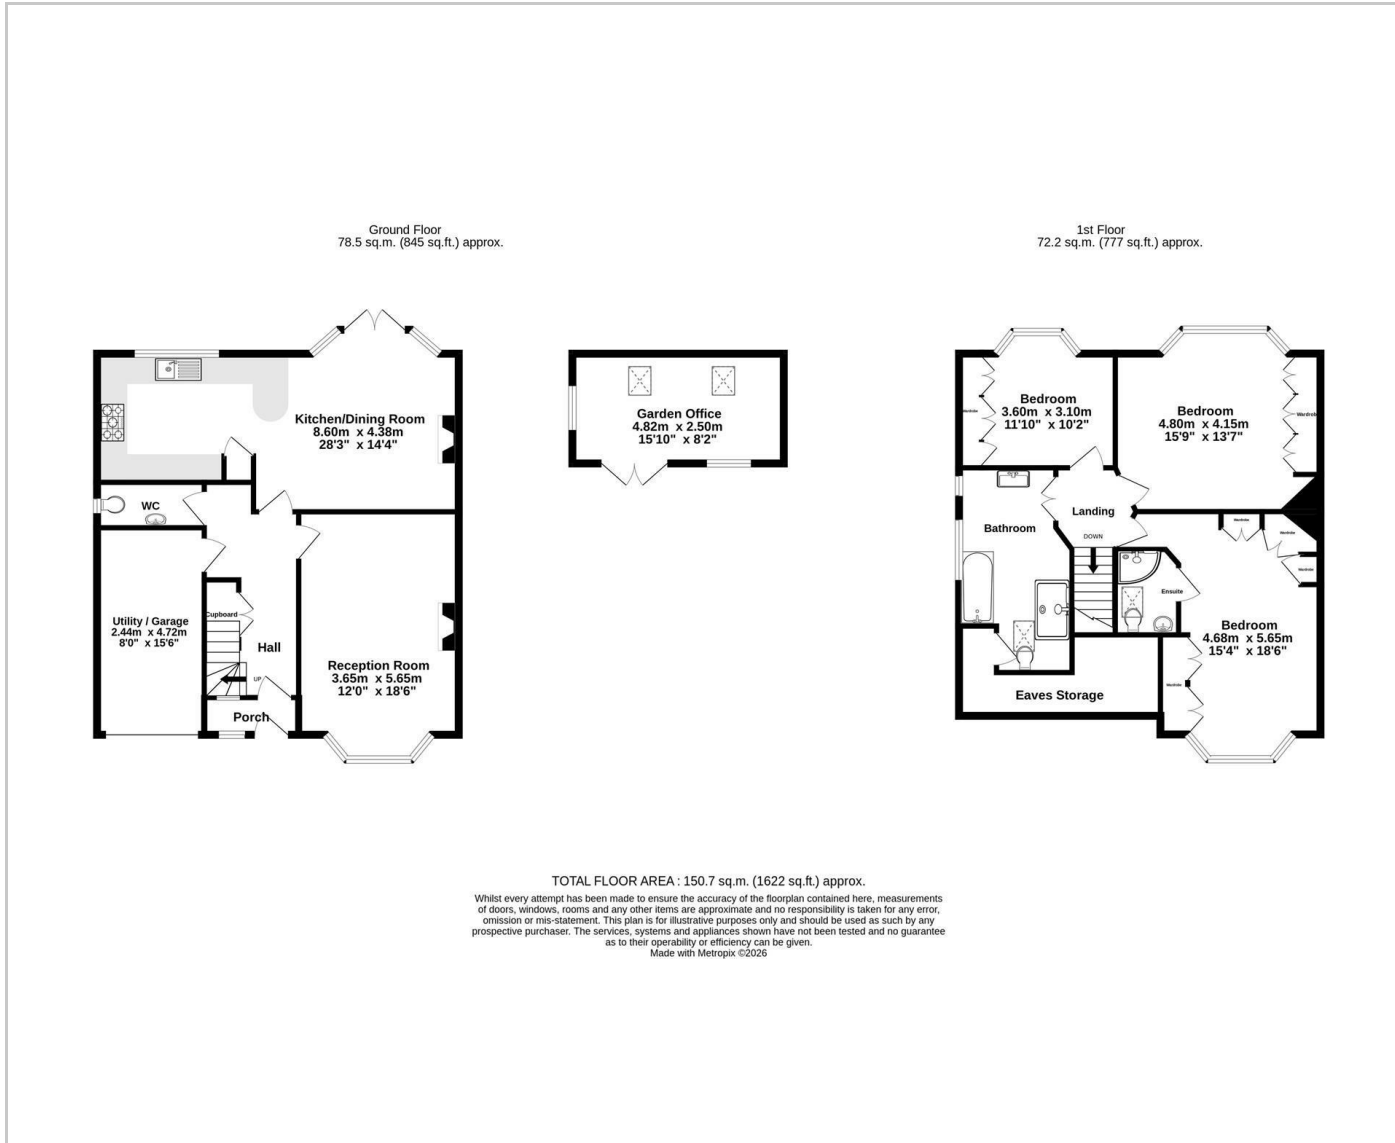 Ground Floor
78.5 sq.m. (845 sq.ft.) approx.
Kitchen/Dining Room
8.60m x 4.38m
28'3" x 14'4"
WC
Utility / Garage
2.44m x 4.72m
8'0" x 15'6"
Cupboard
Hall
UP
Porch
Reception Room
3.65m x 5.65m
12'0" x 18'6"
Garden Office
4.82m x 2.50m
15'10" x 8'2"
1st Floor
72.2 sq.m. (777 sq.ft.) approx.
Wardrobe
Bedroom
3.60m x 3.10m
11'10" x 10'2"
Bedroom
4.80m x 4.15m
15'9" x 13'7"
Wardrobe
Landing
DOWN
Bathroom
Wardrobe
Wardrobe
Wardrobe
Ensuite
Bedroom
4.68m x 5.65m
15'4" x 18'6"
Wardrobe
Eaves Storage
TOTAL FLOOR AREA : 150.7 sq.m. (1622 sq.ft.) approx.
Whilst every attempt has been made to ensure the accuracy of the floorplan contained here, measurements
of doors, windows, rooms and any other items are approximate and no responsibility is taken for any error,
omission or mis-statement. This plan is for illustrative purposes only and should be used as such by any
prospective purchaser. The services, systems and appliances shown have not been tested and no guarantee
as to their operability or efficiency can be given.
Made with Metropix ©2026